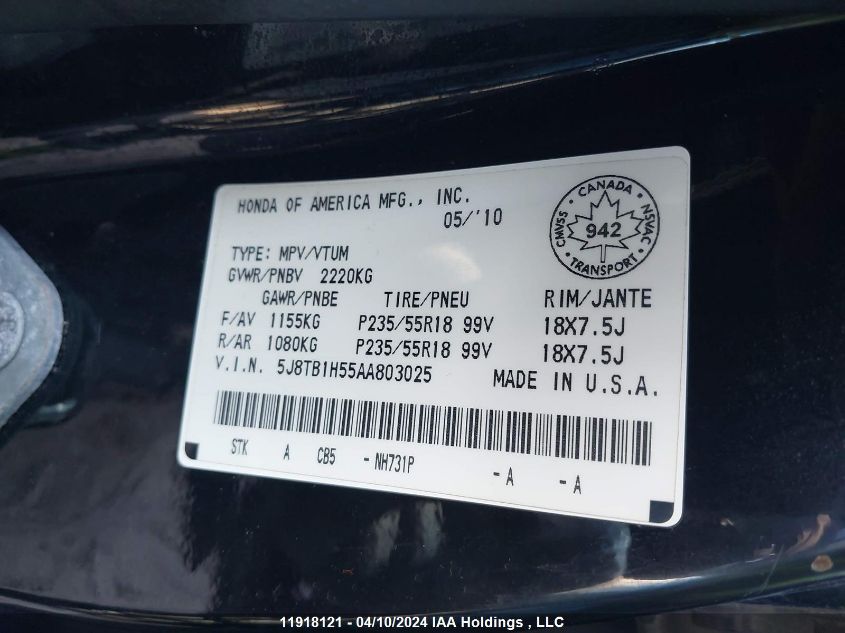 HONDA OF AMERICA MFG., INC.
05/'10
CANADA
CMVSS 942 NSVAC
TRANSPORT
TYPE: MPV/VTUM
GVWR/PNBV 2220KG
GAWR/PNBE TIRE/PNEU RIM/JANTE
F/AV 1155KG P235/55R18 99V 18X7.5J
R/AR 1080KG P235/55R18 99V 18X7.5J
V.I.N. 5J8TB1H55AA803025 MADE IN U.S.A.
STK A CB5 - NH731P - A - A
11918121 - 04/10/2024 IAA Holdings , LLC